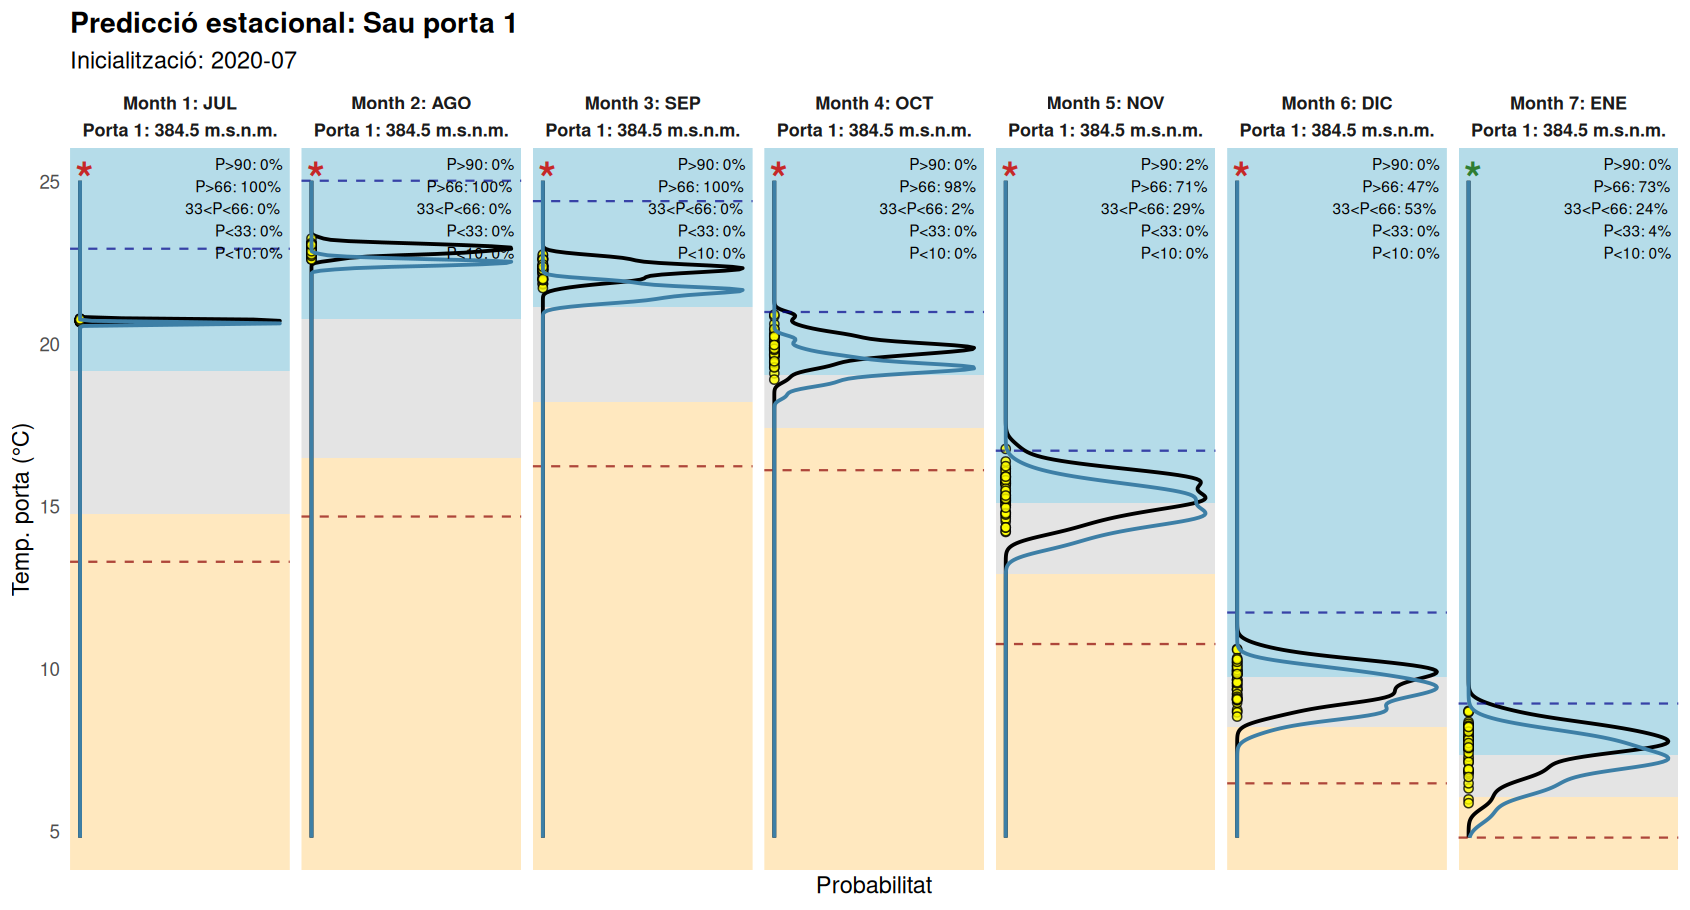 Predicció estacional: Sau porta 1
Inicialització: 2020-07
Month 1: JUL
Porta 1: 384.5 m.s.n.m.
Month 2: AGO
Porta 1: 384.5 m.s.n.m.
Month 3: SEP
Porta 1: 384.5 m.s.n.m.
Month 4: OCT
Porta 1: 384.5 m.s.n.m.
Month 5: NOV
Porta 1: 384.5 m.s.n.m.
Month 6: DIC
Porta 1: 384.5 m.s.n.m.
Month 7: ENE
Porta 1: 384.5 m.s.n.m.
*
P>90: 0%
P>66: 100%
33<P<66: 0%
P<33: 0%
P<10: 0%
*
P>90: 0%
P>66: 100%
33<P<66: 0%
P<33: 0%
P<10: 0%
*
P>90: 0%
P>66: 100%
33<P<66: 0%
P<33: 0%
P<10: 0%
*
P>90: 0%
P>66: 98%
33<P<66: 2%
P<33: 0%
P<10: 0%
*
P>90: 2%
P>66: 71%
33<P<66: 29%
P<33: 0%
P<10: 0%
*
P>90: 0%
P>66: 47%
33<P<66: 53%
P<33: 0%
P<10: 0%
*
P>90: 0%
P>66: 73%
33<P<66: 24%
P<33: 4%
P<10: 0%
25
20
15
10
5
Temp. porta (°C)
Probabilitat